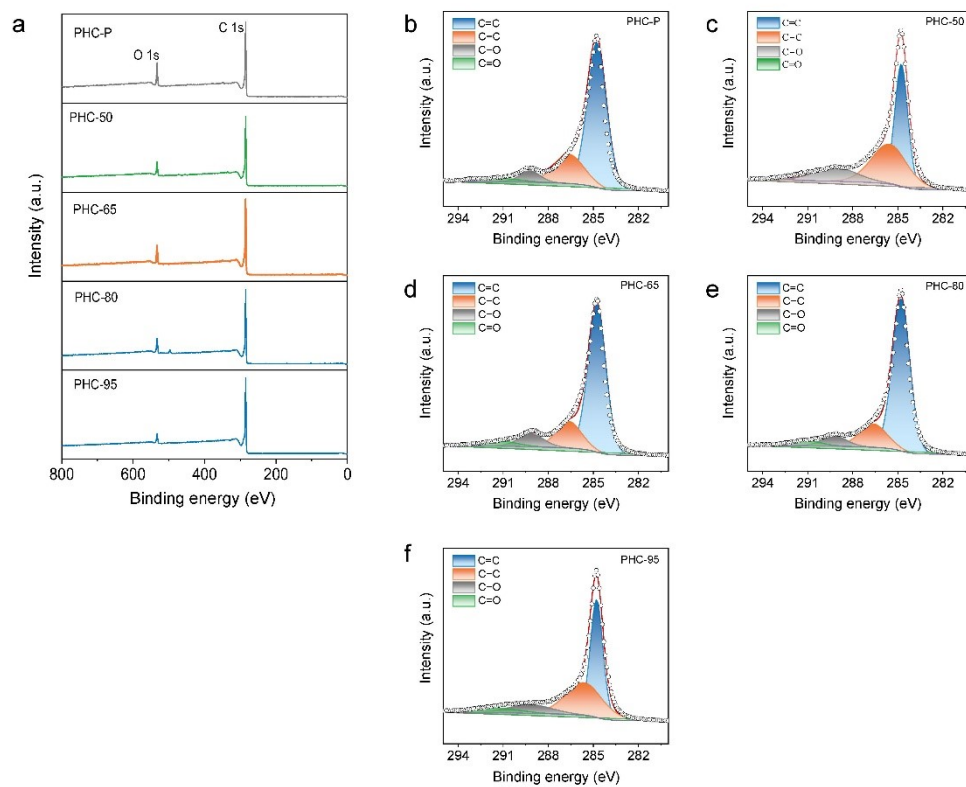 a
PHC-P
O 1s
C 1s
PHC-50
PHC-65
PHC-80
PHC-95
Intensity (a.u.)
800 600 400 200 0
Binding energy (eV)
b
C=C
C−C
C−O
C=O
PHC-P
Intensity (a.u.)
294 291 288 285 282
Binding energy (eV)
c
C=C
C−C
C−O
C=O
PHC-50
Intensity (a.u.)
294 291 288 285 282
Binding energy (eV)
d
C=C
C−C
C−O
C=O
PHC-65
Intensity (a.u.)
294 291 288 285 282
Binding energy (eV)
e
C=C
C−C
C−O
C=O
PHC-80
Intensity (a.u.)
294 291 288 285 282
Binding energy (eV)
f
C=C
C−C
C−O
C=O
PHC-95
Intensity (a.u.)
294 291 288 285 282
Binding energy (eV)